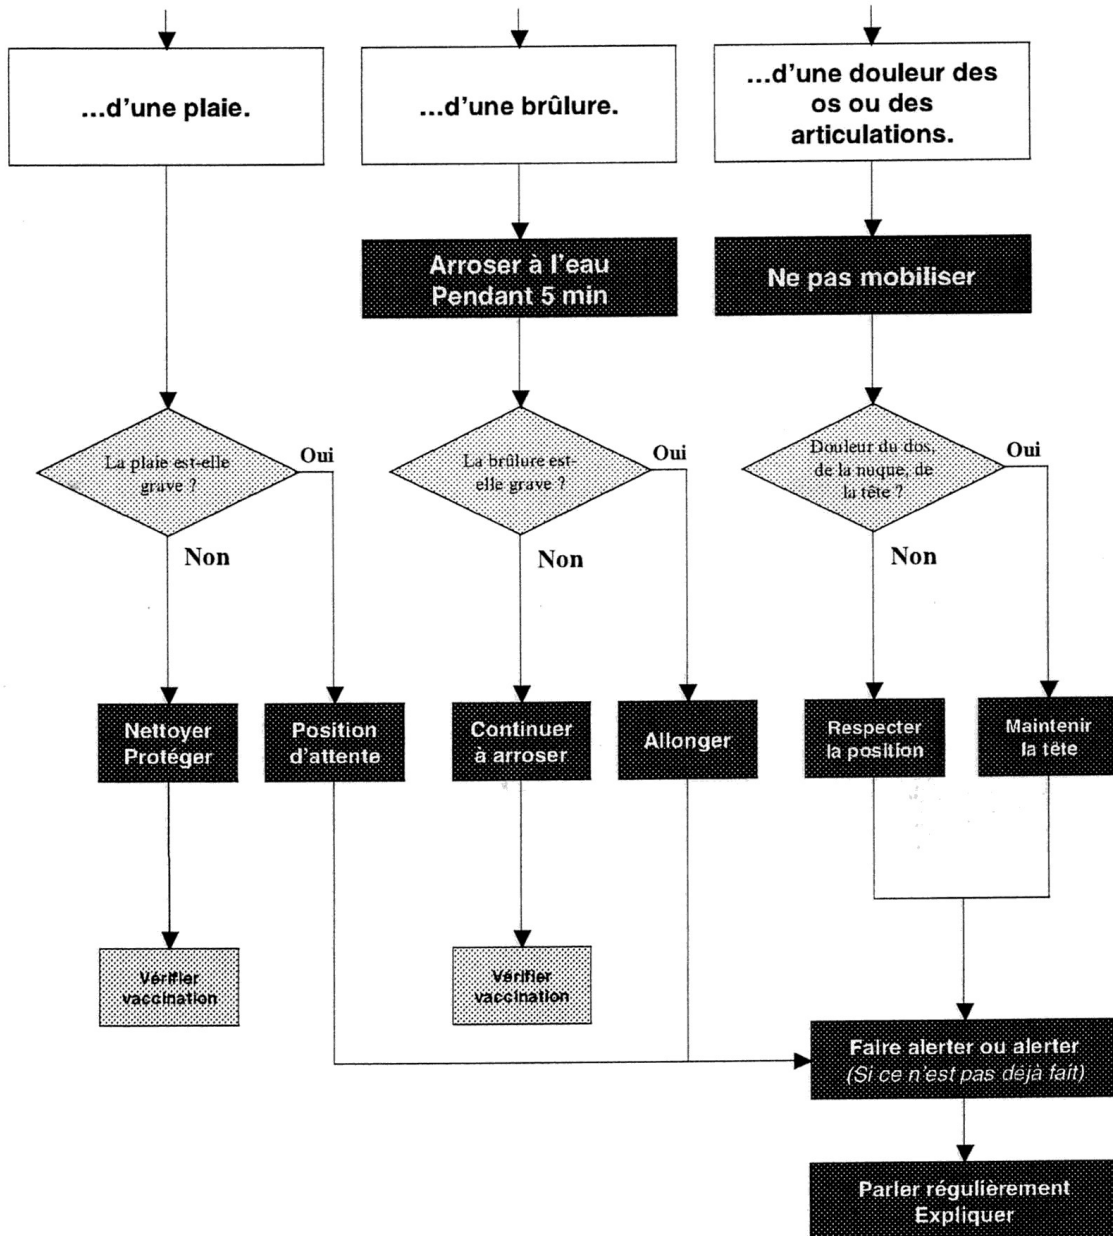 ...d'une plaie.
...d'une brûlure.
...d'une douleur des
os ou des
articulations.
Arroser à l'eau
Pendant 5 min
Ne pas mobiliser
La plaie est-elle
grave ?
Oui
Non
La brûlure est-
elle grave ?
Oui
Non
Douleur du dos,
de la nuque, de
la tête ?
Oui
Non
Nettoyer
Protéger
Position
d'attente
Continuer
à arroser
Allonger
Respecter
la position
Maintenir
la tête
Vérifier
vaccination
Vérifier
vaccination
Faire alerter ou alerter
(Si ce n'est pas déjà fait)
Parler régulièrement
Expliquer